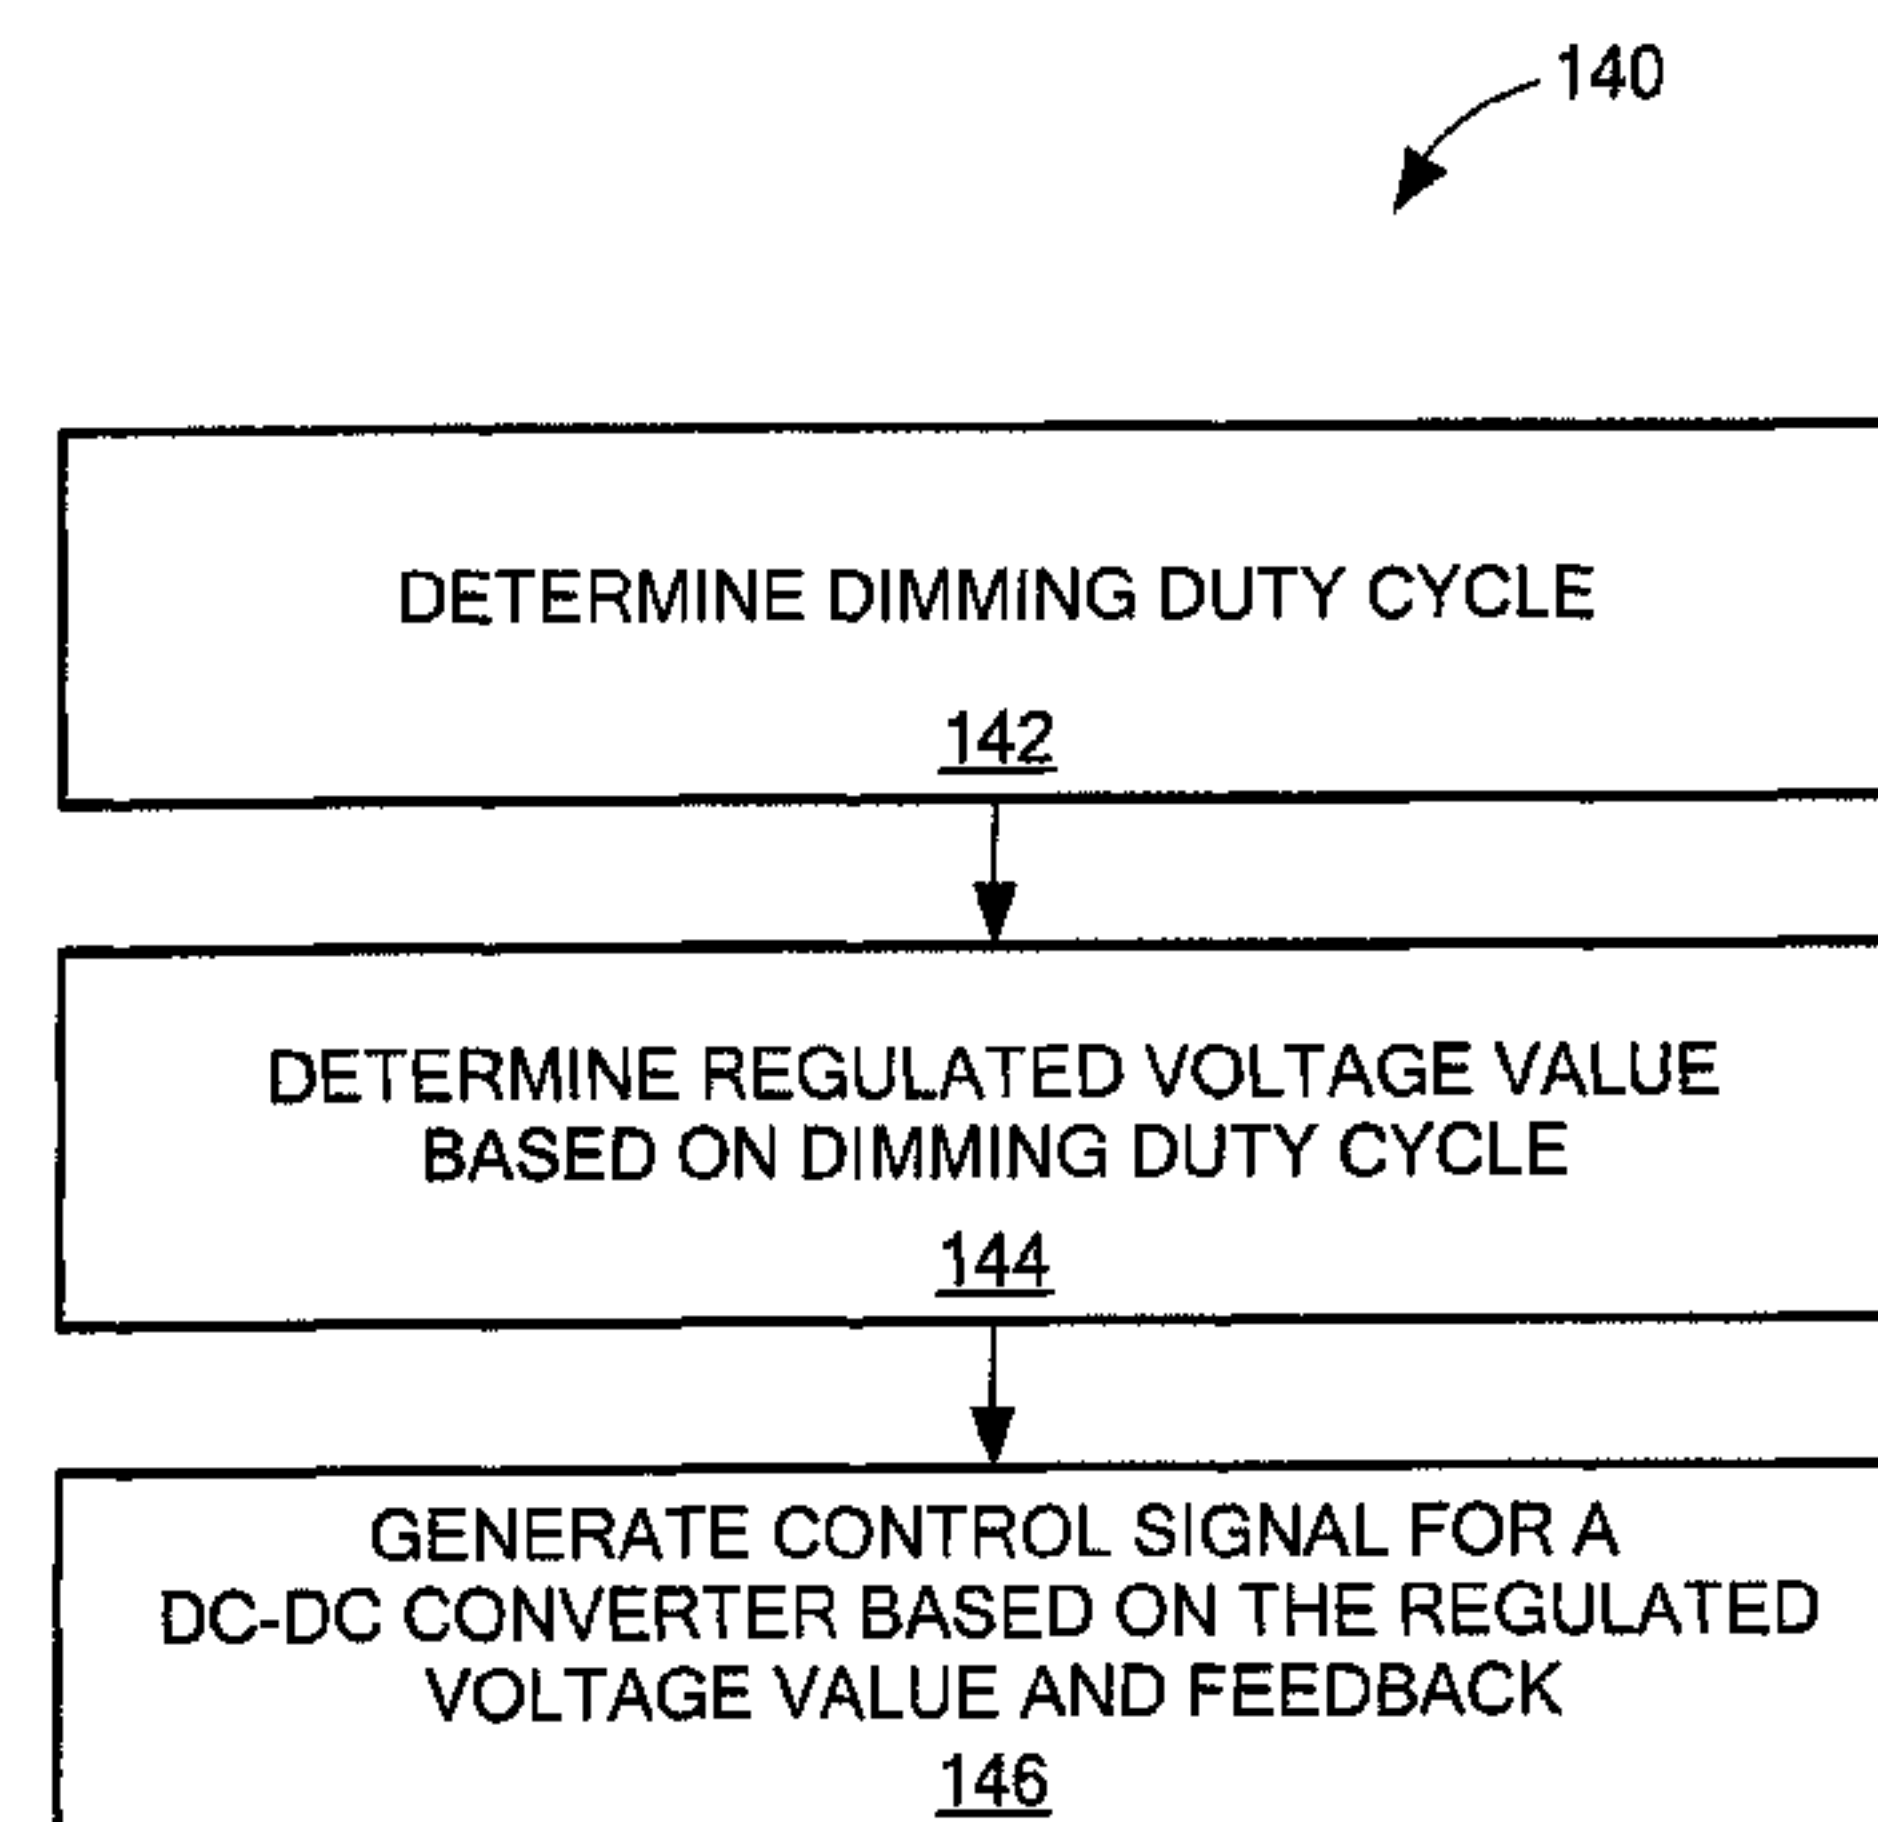 140
DETERMINE DIMMING DUTY CYCLE
142
DETERMINE REGULATED VOLTAGE VALUE
BASED ON DIMMING DUTY CYCLE
144
GENERATE CONTROL SIGNAL FOR A
DC-DC CONVERTER BASED ON THE REGULATED
VOLTAGE VALUE AND FEEDBACK
146